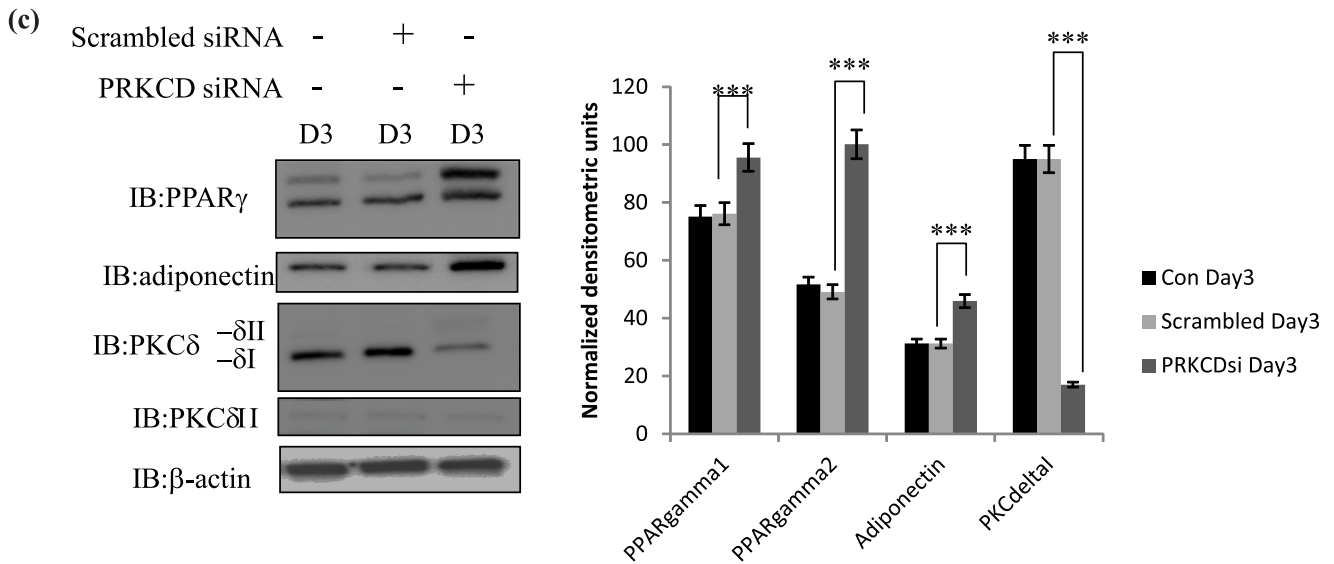 (c)
Scrambled siRNA - + -
PRKCD siRNA - - +
D3 D3 D3
IB:PPARγ
IB:adiponectin
IB:PKCδ –δII
–δI
IB:PKCδII
IB:β-actin
Normalized densitometric units
120
100
80
60
40
20
0
***
***
***
***
PPARgamma1
PPARgamma2
Adiponectin
PKCdeltaI
Con Day3
Scrambled Day3
PRKCDsi Day3